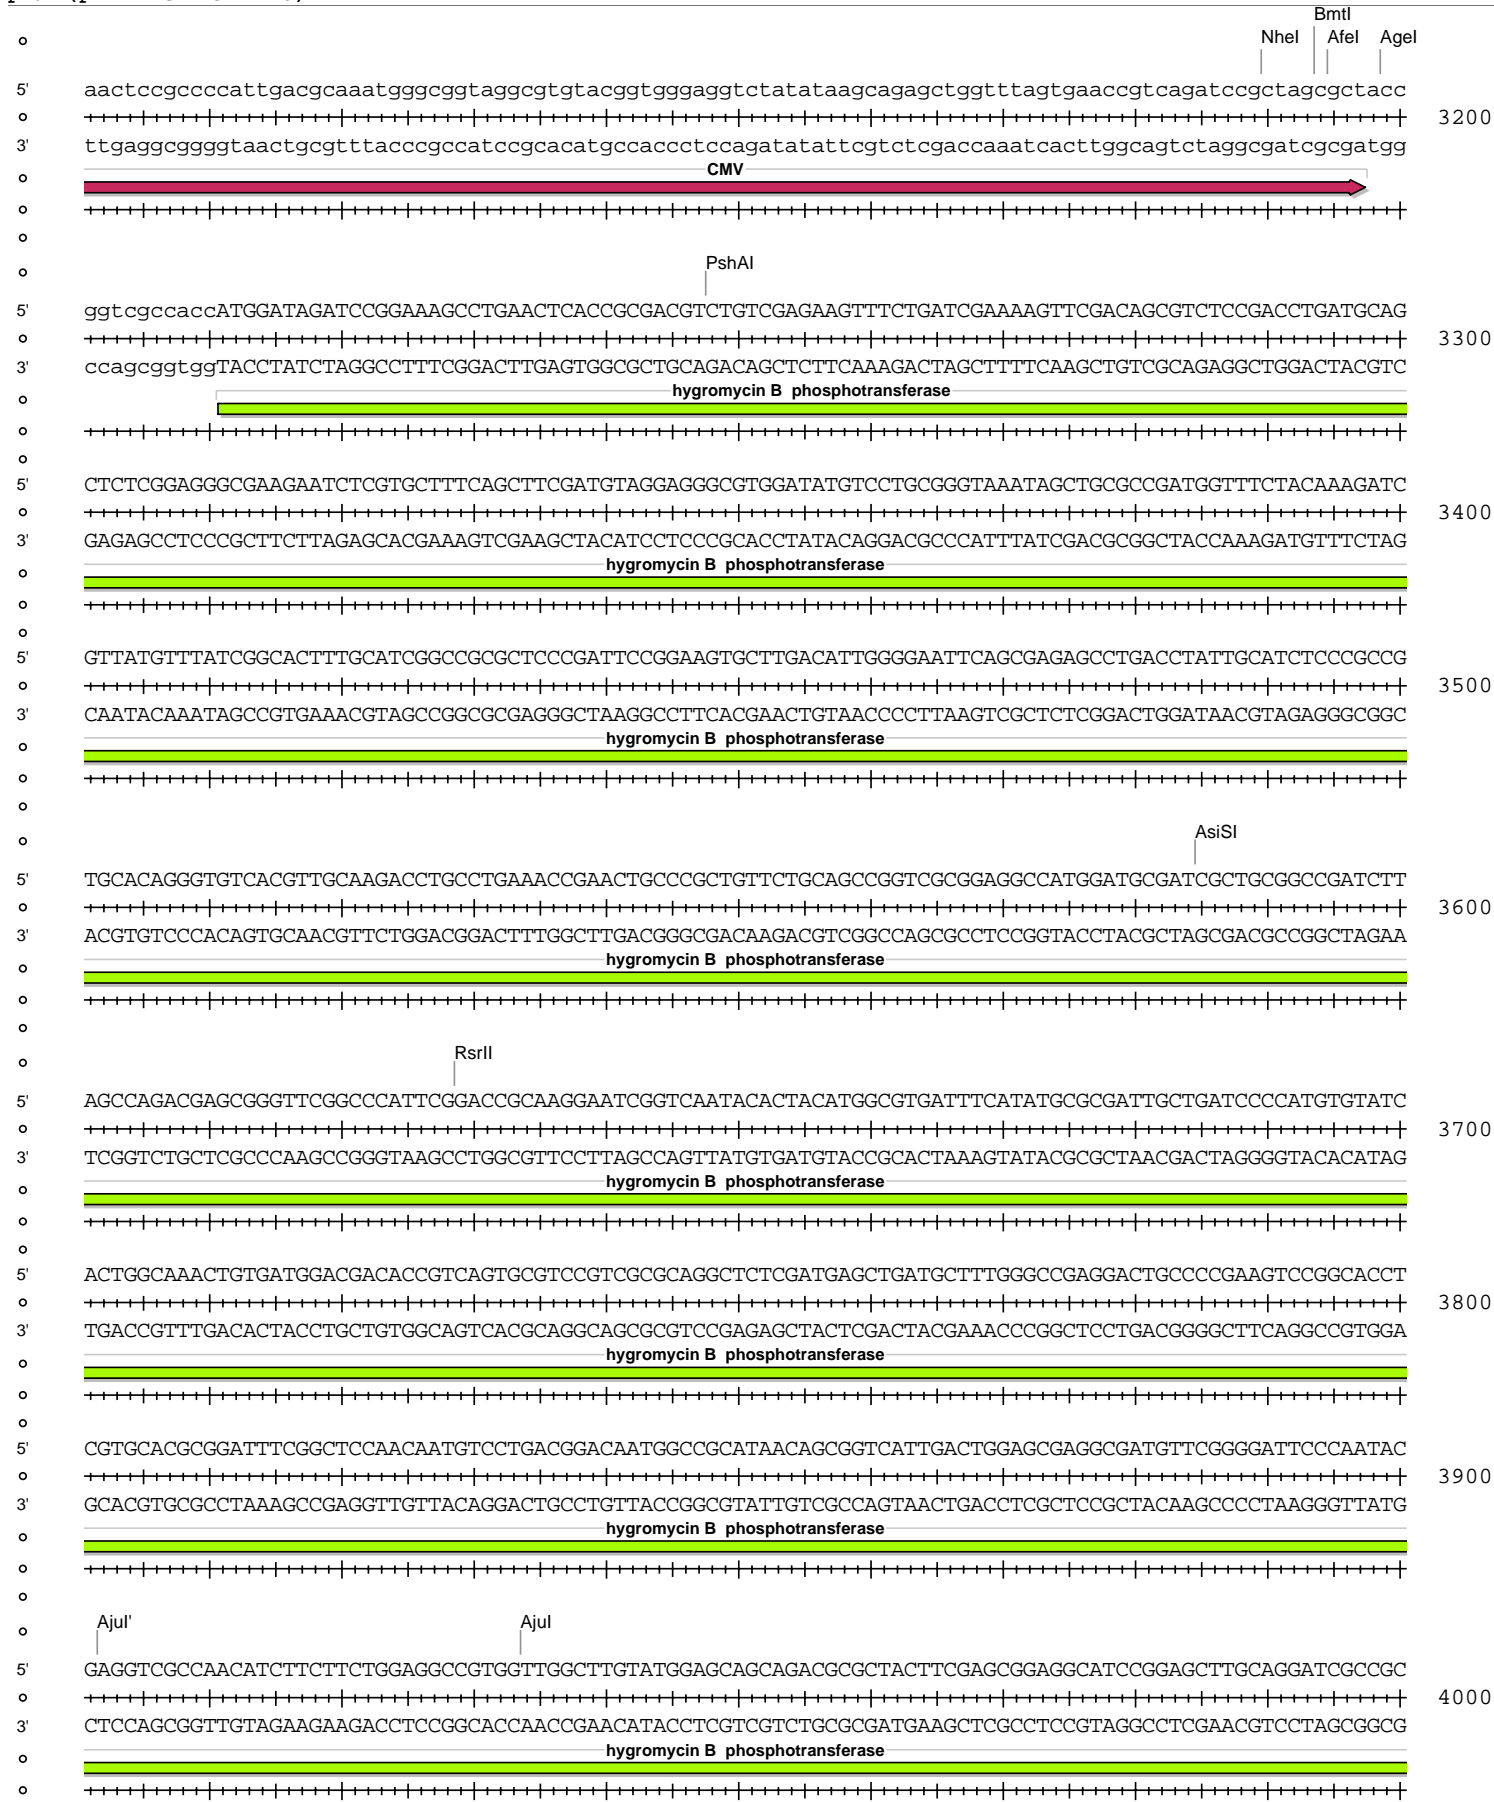 BmtI
NheI AfeI AgeI
5' aactccgccccattgacgcaaatgggcggtaggcgtgtacggtgggaggtctatataagcagagctggtttagtgaaccgtcagatccgctagcgctacc
3200
3' ttgaggcggggtaactgcgtttacccgccatccgcacatgccaccctccagatatattcgtctcgaccaaatcacttggcagtctaggcgatcgcgatgg
CMV
PshAI
5' ggtcgccaccATGGATAGATCCGGAAAGCCTGAACTCACCGCGACGTCTGTCGAGAAGTTTCTGATCGAAAAGTTCGACAGCGTCTCCGACCTGATGCAG
3300
3' ccagcggtggTACCTATCTAGGCCTTTCGGACTTGAGTGGCGCTGCAGACAGCTCTTCAAAGACTAGCTTTTCAAGCTGTCGCAGAGGCTGGACTACGTC
hygromycin B phosphotransferase
5' CTCTCGGAGGGCGAAGAATCTCGTGCTTTCAGCTTCGATGTAGGAGGGCGTGGATATGTCCTGCGGGTAAATAGCTGCGCCGATGGTTTCTACAAAGATC
3400
3' GAGAGCCTCCCGCTTCTTAGAGCACGAAAGTCGAAGCTACATCCTCCCGCACCTATACAGGACGCCCATTTATCGACGCGGCTACCAAAGATGTTTCTAG
hygromycin B phosphotransferase
5' GTTATGTTTATCGGCACTTTGCATCGGCCGCGCTCCCGATTCCGGAAGTGCTTGACATTGGGGAATTCAGCGAGAGCCTGACCTATTGCATCTCCCGCCG
3500
3' CAATACAAATAGCCGTGAAACGTAGCCGGCGCGAGGGCTAAGGCCTTCACGAACTGTAACCCCTTAAGTCGCTCTCGGACTGGATAACGTAGAGGGCGGC
hygromycin B phosphotransferase
AsiSI
5' TGCACAGGGTGTCACGTTGCAAGACCTGCCTGAAACCGAACTGCCCGCTGTTCTGCAGCCGGTCGCGGAGGCCATGGATGCGATCGCTGCGGCCGATCTT
3600
3' ACGTGTCCCACAGTGCAACGTTCTGGACGGACTTTGGCTTGACGGGCGACAAGACGTCGGCCAGCGCCTCCGGTACCTACGCTAGCGACGCCGGCTAGAA
hygromycin B phosphotransferase
RsrII
5' AGCCAGACGAGCGGGTTCGGCCCATTCGGACCGCAAGGAATCGGTCAATACACTACATGGCGTGATTTCATATGCGCGATTGCTGATCCCCATGTGTATC
3700
3' TCGGTCTGCTCGCCCAAGCCGGGTAAGCCTGGCGTTCCTTAGCCAGTTATGTGATGTACCGCACTAAAGTATACGCGCTAACGACTAGGGGTACACATAG
hygromycin B phosphotransferase
5' ACTGGCAAACTGTGATGGACGACACCGTCAGTGCGTCCGTCGCGCAGGCTCTCGATGAGCTGATGCTTTGGGCCGAGGACTGCCCCGAAGTCCGGCACCT
3800
3' TGACCGTTTGACACTACCTGCTGTGGCAGTCACGCAGGCAGCGCGTCCGAGAGCTACTCGACTACGAAACCCGGCTCCTGACGGGGCTTCAGGCCGTGGA
hygromycin B phosphotransferase
5' CGTGCACGCGGATTTCGGCTCCAACAATGTCCTGACGGACAATGGCCGCATAACAGCGGTCATTGACTGGAGCGAGGCGATGTTCGGGGATTCCCAATAC
3900
3' GCACGTGCGCCTAAAGCCGAGGTTGTTACAGGACTGCCTGTTACCGGCGTATTGTCGCCAGTAACTGACCTCGCTCCGCTACAAGCCCCTAAGGGTTATG
hygromycin B phosphotransferase
AjuI' AjuI
5' GAGGTCGCCAACATCTTCTTCTGGAGGCCGTGGTTGGCTTGTATGGAGCAGCAGACGCGCTACTTCGAGCGGAGGCATCCGGAGCTTGCAGGATCGCCGC
4000
3' CTCCAGCGGTTGTAGAAGAAGACCTCCGGCACCAACCGAACATACCTCGTCGTCTGCGCGATGAAGCTCGCCTCCGTAGGCCTCGAACGTCCTAGCGGCG
hygromycin B phosphotransferase